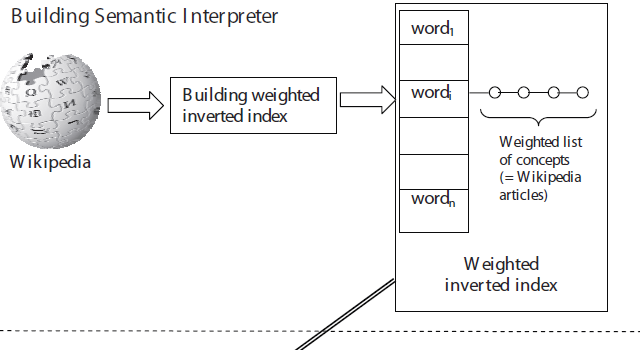 Building Semantic Interpreter
Wikipedia
Building weighted
inverted index
word1
wordi
wordn
Weighted list
of concepts
(= Wikipedia
articles)
Weighted
inverted index